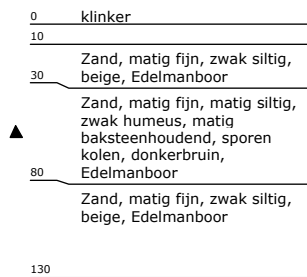 0 klinker
10
Zand, matig fijn, zwak siltig,
30 beige, Edelmanboor
Zand, matig fijn, matig siltig,
zwak humeus, matig
baksteenhoudend, sporen
kolen, donkerbruin,
80 Edelmanboor
Zand, matig fijn, zwak siltig,
beige, Edelmanboor
130